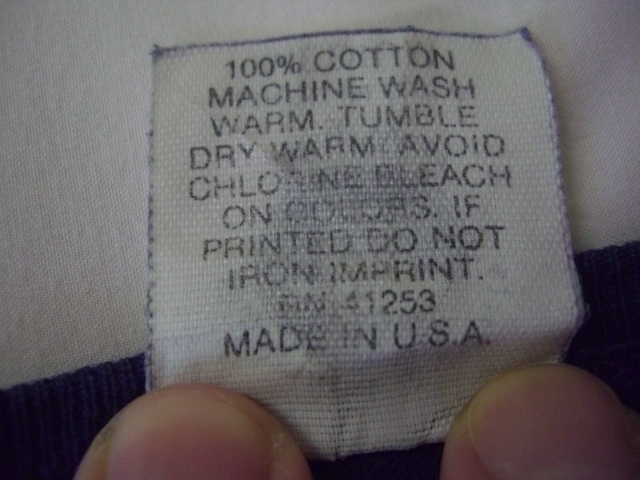 100% COTTON
MACHINE WASH
WARM. TUMBLE
DRY WARM. AVOID
CHLORINE BLEACH
ON COLORS. IF
PRINTED DO NOT
IRON IMPRINT.
RN 41253
MADE IN U.S.A.